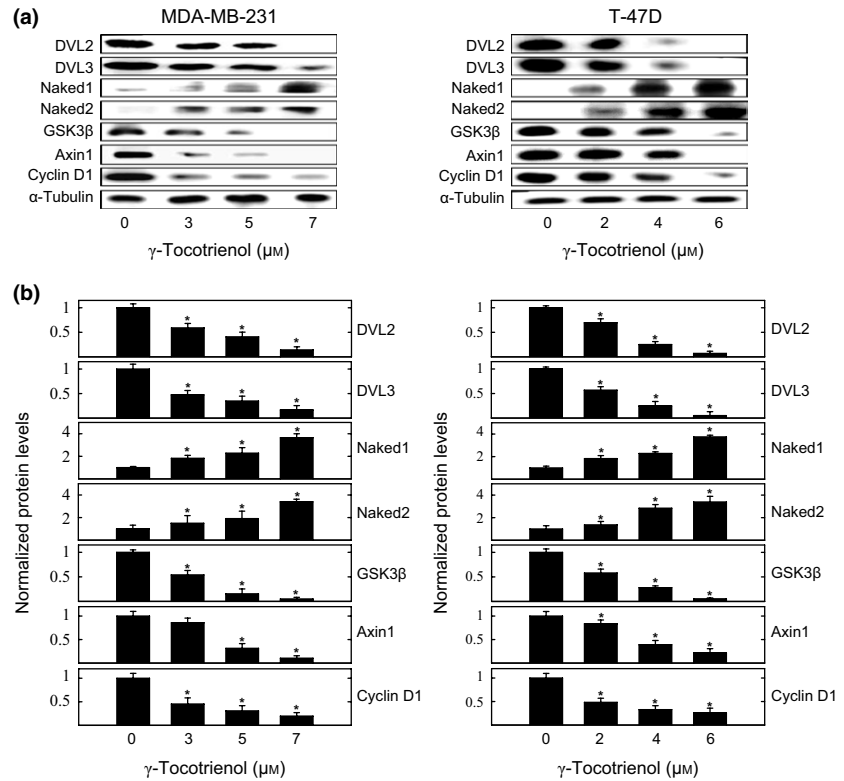 (a)
MDA-MB-231
DVL2
DVL3
Naked1
Naked2
GSK3β
Axin1
Cyclin D1
α-Tubulin
0 3 5 7
γ-Tocotrienol (μM)
T-47D
DVL2
DVL3
Naked1
Naked2
GSK3β
Axin1
Cyclin D1
α-Tubulin
0 2 4 6
γ-Tocotrienol (μM)
(b)
Normalized protein levels
1
0.5
* * *
DVL2
1
0.5
* * *
DVL3
4
2
* * *
Naked1
4
2
* * *
Naked2
1
0.5
* * *
GSK3β
1
0.5
* *
Axin1
1
0.5
* * *
Cyclin D1
0 3 5 7
γ-Tocotrienol (μM)
Normalized protein levels
1
0.5
* * *
DVL2
1
0.5
* * *
DVL3
4
2
* * *
Naked1
4
2
* * *
Naked2
1
0.5
* * *
GSK3β
1
0.5
* * *
Axin1
1
0.5
* * *
Cyclin D1
0 2 4 6
γ-Tocotrienol (μM)